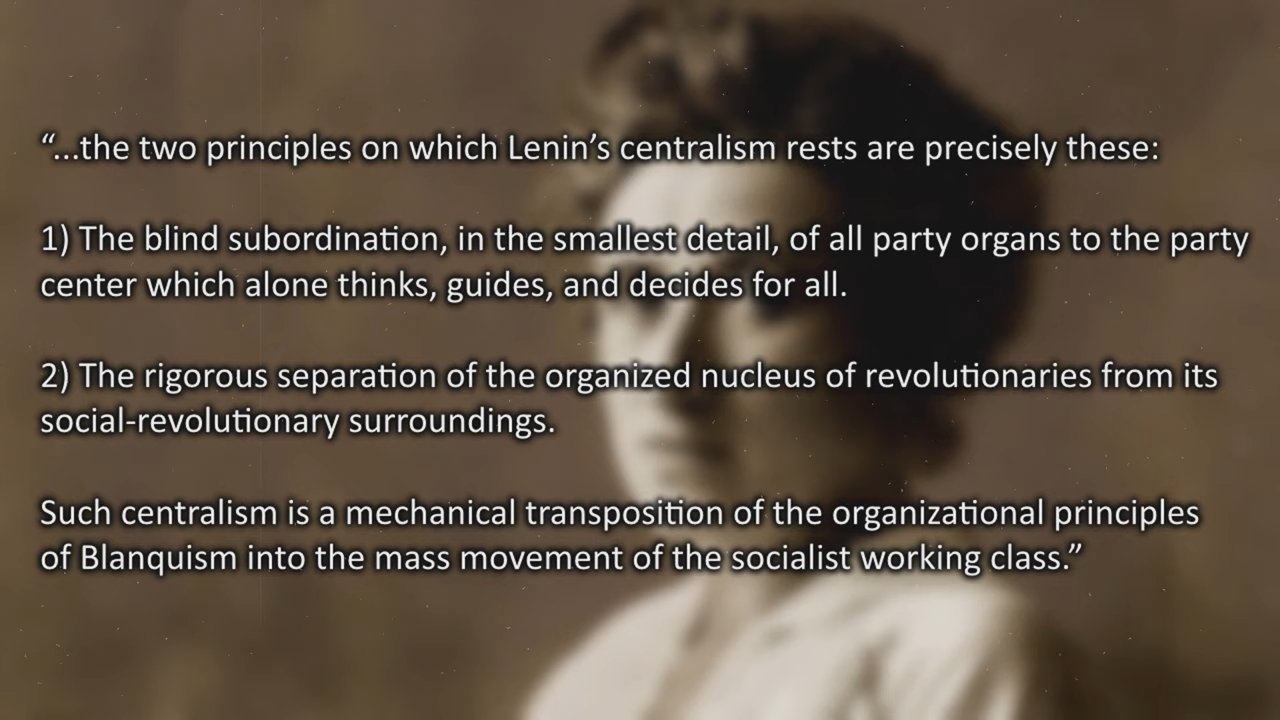 “...the two principles on which Lenin’s centralism rests are precisely these:
1) The blind subordination, in the smallest detail, of all party organs to the party
center which alone thinks, guides, and decides for all.
2) The rigorous separation of the organized nucleus of revolutionaries from its
social-revolutionary surroundings.
Such centralism is a mechanical transposition of the organizational principles
of Blanquism into the mass movement of the socialist working class.”